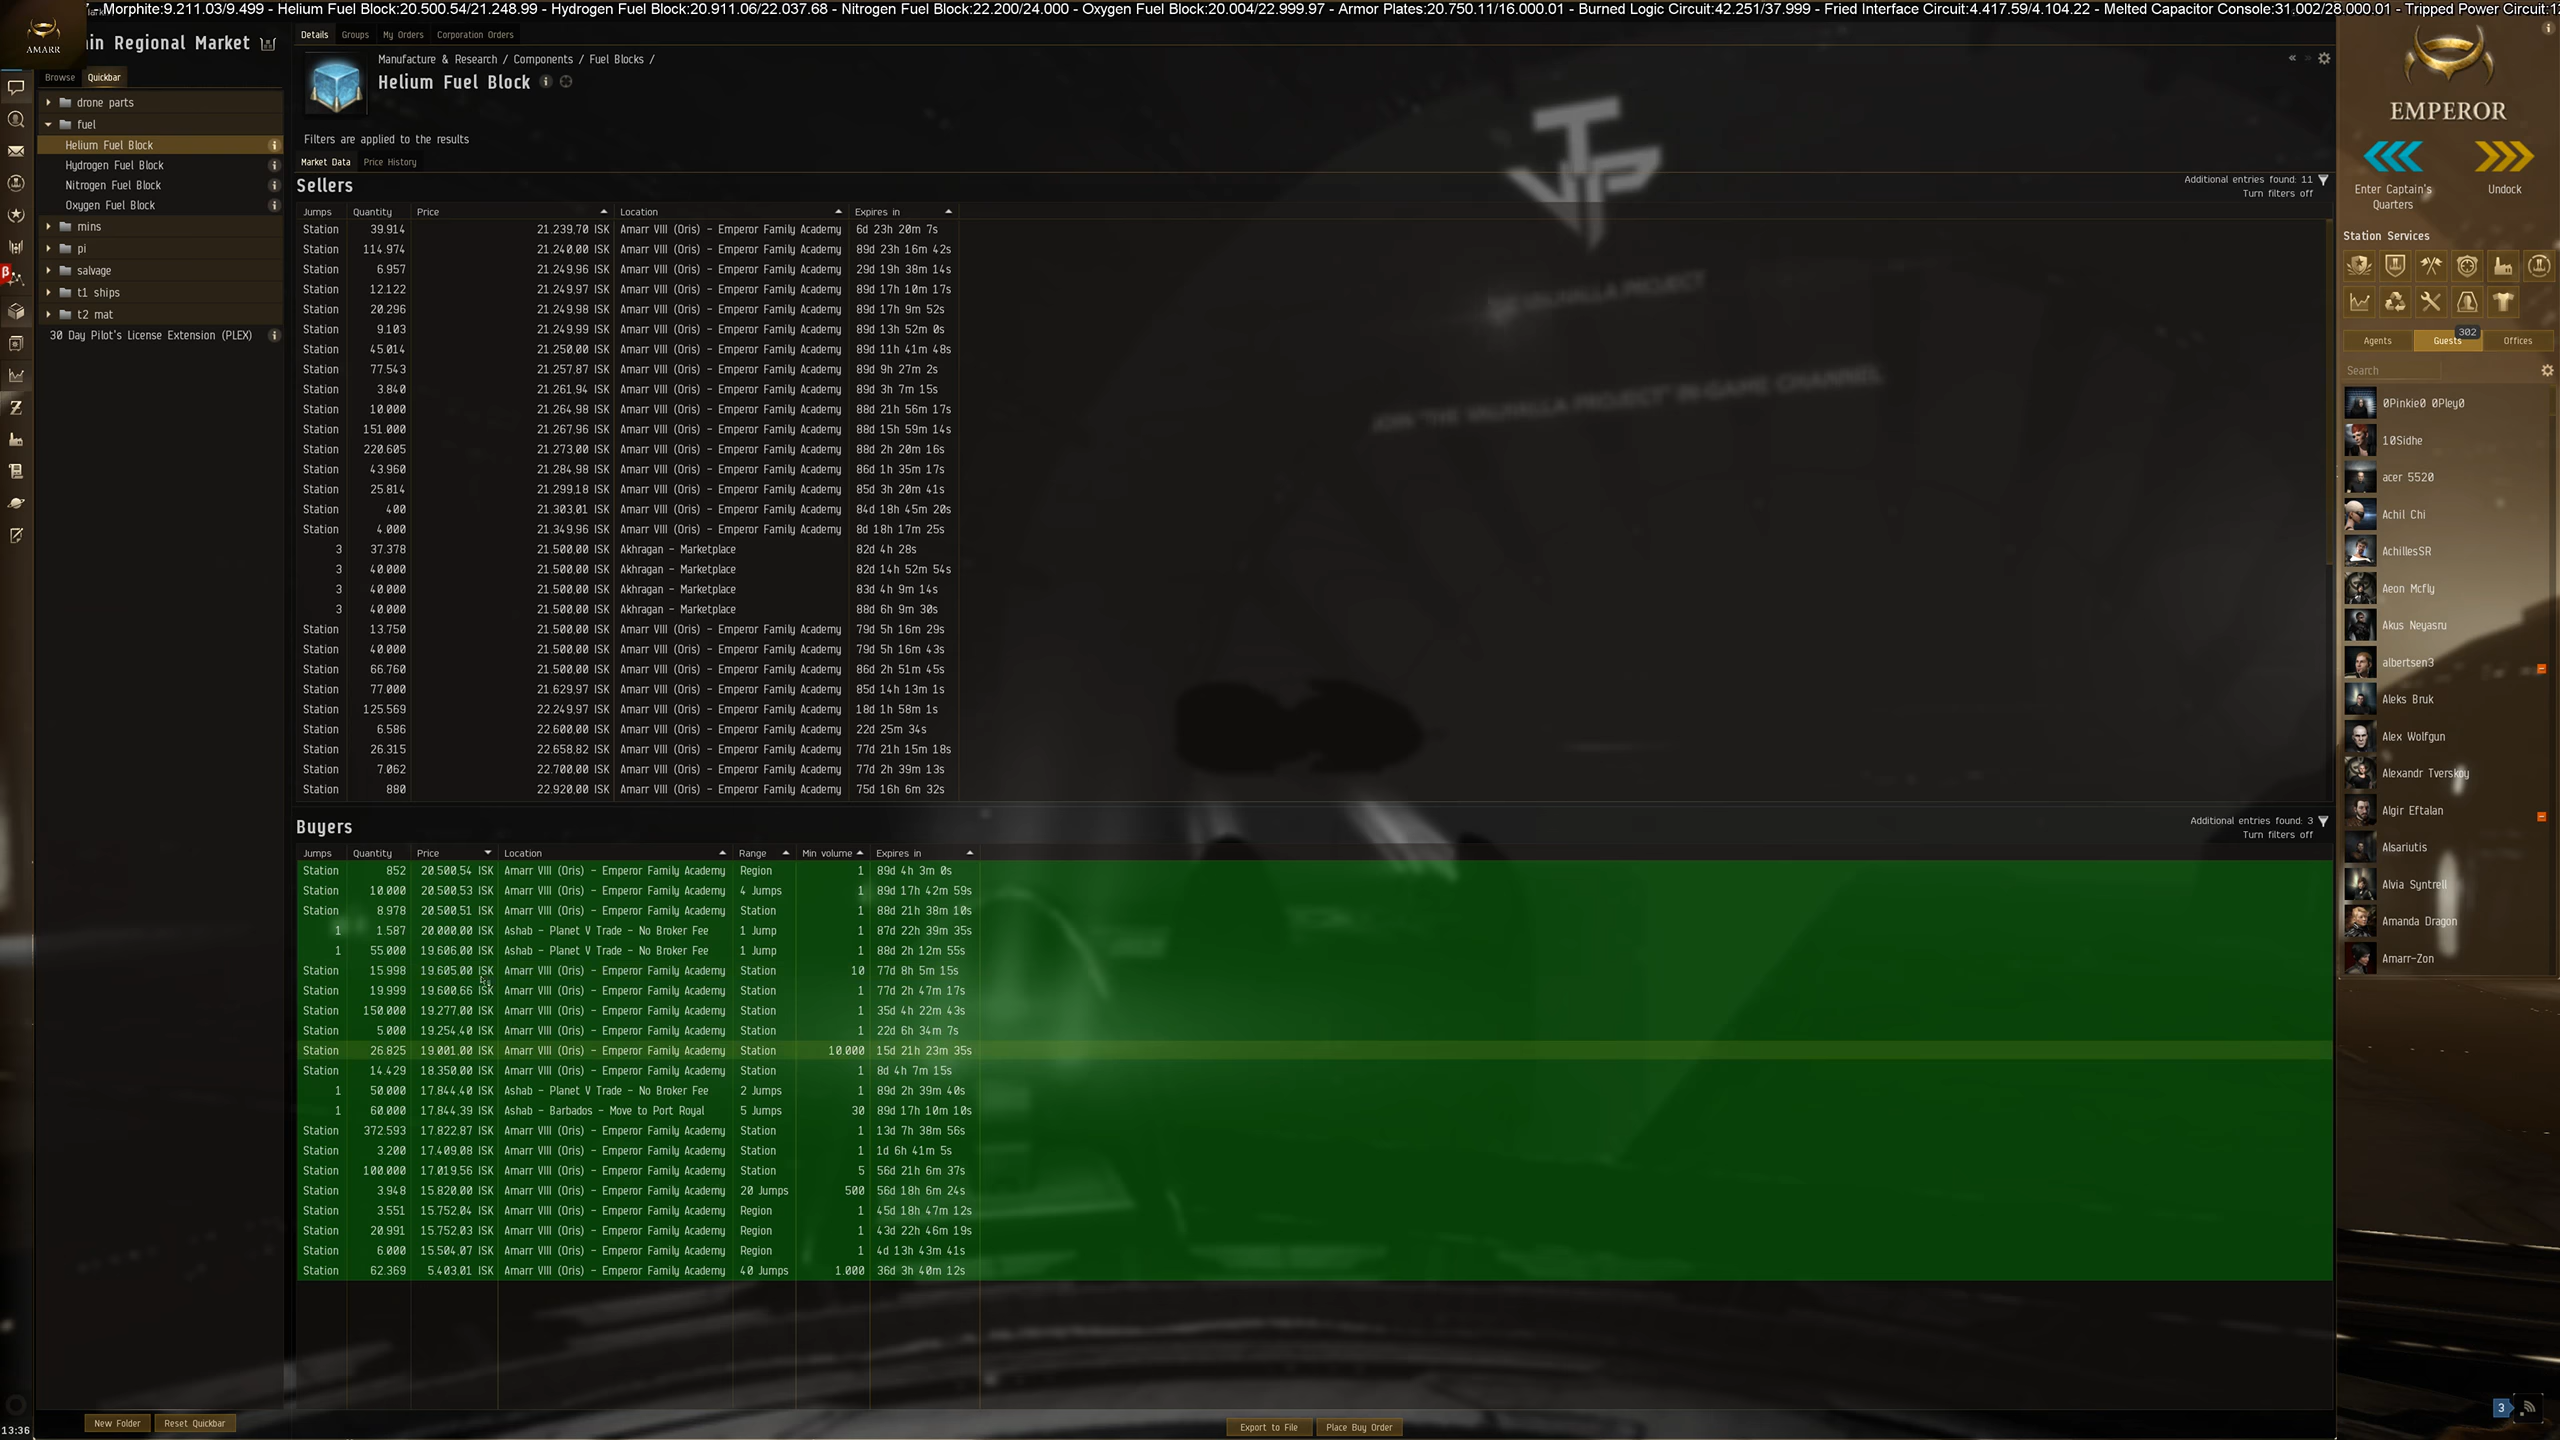 Morphite:9.211.03/9.499 - Helium Fuel Block:20.500.54/21.248.99 - Hydrogen Fuel Block:20.911.06/22.037.68 - Nitrogen Fuel Block:22.200/24.000 - Oxygen Fuel Block:20.004/22.999.97 - Armor Plates:20.750.11/16.000.01 - Burned Logic Circuit:42.251/37.999 - Fried Interface Circuit:4.417.59/4.104.22 - Melted Capacitor Console:31.002/28.000.01 - Tripped Power Circuit:
AMARR
in Regional Market
Browse Quickbar
drone parts
fuel
Helium Fuel Block
Hydrogen Fuel Block
Nitrogen Fuel Block
Oxygen Fuel Block
mins
pi
salvage
t1 ships
t2 mat
30 Day Pilot's License Extension (PLEX)
β
Z
Details Groups My Orders Corporation Orders
Manufacture & Research / Components / Fuel Blocks /
Helium Fuel Block
Filters are applied to the results
Market Data Price History
Sellers
Additional entries found: 11
Turn filters off
Jumps Quantity Price Location Expires in
Station 39.914 21.239,70 ISK Amarr VIII (Oris) - Emperor Family Academy 6d 23h 20m 7s
Station 114.974 21.240,00 ISK Amarr VIII (Oris) - Emperor Family Academy 89d 23h 16m 42s
Station 6.957 21.249,96 ISK Amarr VIII (Oris) - Emperor Family Academy 29d 19h 38m 14s
Station 12.122 21.249,97 ISK Amarr VIII (Oris) - Emperor Family Academy 89d 17h 10m 17s
Station 20.296 21.249,98 ISK Amarr VIII (Oris) - Emperor Family Academy 89d 17h 9m 52s
Station 9.103 21.249,99 ISK Amarr VIII (Oris) - Emperor Family Academy 89d 13h 52m 0s
Station 45.014 21.250,00 ISK Amarr VIII (Oris) - Emperor Family Academy 89d 11h 41m 48s
Station 77.543 21.257,87 ISK Amarr VIII (Oris) - Emperor Family Academy 89d 9h 27m 2s
Station 3.840 21.261,94 ISK Amarr VIII (Oris) - Emperor Family Academy 89d 3h 7m 15s
Station 10.000 21.264,98 ISK Amarr VIII (Oris) - Emperor Family Academy 88d 21h 56m 17s
Station 151.000 21.267,96 ISK Amarr VIII (Oris) - Emperor Family Academy 88d 15h 59m 14s
Station 220.605 21.273,00 ISK Amarr VIII (Oris) - Emperor Family Academy 88d 2h 20m 16s
Station 43.960 21.284,98 ISK Amarr VIII (Oris) - Emperor Family Academy 86d 1h 35m 17s
Station 25.814 21.299,18 ISK Amarr VIII (Oris) - Emperor Family Academy 85d 3h 20m 41s
Station 400 21.303,01 ISK Amarr VIII (Oris) - Emperor Family Academy 84d 18h 45m 20s
Station 4.000 21.349,96 ISK Amarr VIII (Oris) - Emperor Family Academy 8d 18h 17m 25s
3 37.378 21.500,00 ISK Akhragan - Marketplace 82d 4h 28s
3 40.000 21.500,00 ISK Akhragan - Marketplace 82d 14h 52m 54s
3 40.000 21.500,00 ISK Akhragan - Marketplace 83d 4h 9m 14s
3 40.000 21.500,00 ISK Akhragan - Marketplace 88d 6h 9m 30s
Station 13.750 21.500,00 ISK Amarr VIII (Oris) - Emperor Family Academy 79d 5h 16m 29s
Station 40.000 21.500,00 ISK Amarr VIII (Oris) - Emperor Family Academy 79d 5h 16m 43s
Station 66.760 21.500,00 ISK Amarr VIII (Oris) - Emperor Family Academy 86d 2h 51m 45s
Station 77.000 21.629,97 ISK Amarr VIII (Oris) - Emperor Family Academy 85d 14h 13m 1s
Station 125.569 22.249,97 ISK Amarr VIII (Oris) - Emperor Family Academy 18d 1h 58m 1s
Station 6.586 22.600,00 ISK Amarr VIII (Oris) - Emperor Family Academy 22d 25m 34s
Station 26.315 22.658,82 ISK Amarr VIII (Oris) - Emperor Family Academy 77d 21h 15m 18s
Station 7.062 22.700,00 ISK Amarr VIII (Oris) - Emperor Family Academy 77d 2h 39m 13s
Station 880 22.920,00 ISK Amarr VIII (Oris) - Emperor Family Academy 75d 16h 6m 32s
TVP
VALHALLA PROJECT
JOIN "THE VALHALLA PROJECT" IN-GAME CHANNEL
Buyers
Additional entries found: 3
Turn filters off
Jumps Quantity Price Location Range Min volume Expires in
Station 852 20.500,54 ISK Amarr VIII (Oris) - Emperor Family Academy Region 1 89d 4h 3m 0s
Station 10.000 20.500,53 ISK Amarr VIII (Oris) - Emperor Family Academy 4 Jumps 1 89d 17h 42m 59s
Station 8.978 20.500,51 ISK Amarr VIII (Oris) - Emperor Family Academy Station 1 88d 21h 38m 10s
1 1.587 20.000,00 ISK Ashab - Planet V Trade - No Broker Fee 1 Jump 1 87d 22h 39m 35s
1 55.000 19.606,00 ISK Ashab - Planet V Trade - No Broker Fee 1 Jump 1 88d 2h 12m 55s
Station 15.998 19.605,00 ISK Amarr VIII (Oris) - Emperor Family Academy Station 10 77d 8h 5m 15s
Station 19.999 19.600,66 ISK Amarr VIII (Oris) - Emperor Family Academy Station 1 77d 2h 47m 17s
Station 150.000 19.277,00 ISK Amarr VIII (Oris) - Emperor Family Academy Station 1 35d 4h 22m 43s
Station 5.000 19.254,40 ISK Amarr VIII (Oris) - Emperor Family Academy Station 1 22d 6h 34m 7s
Station 26.825 19.001,00 ISK Amarr VIII (Oris) - Emperor Family Academy Station 10.000 15d 21h 23m 35s
Station 14.429 18.350,00 ISK Amarr VIII (Oris) - Emperor Family Academy Station 1 8d 4h 7m 15s
1 50.000 17.844,40 ISK Ashab - Planet V Trade - No Broker Fee 2 Jumps 1 89d 2h 39m 40s
1 60.000 17.844,39 ISK Ashab - Barbados - Move to Port Royal 5 Jumps 30 89d 17h 10m 10s
Station 372.593 17.822,87 ISK Amarr VIII (Oris) - Emperor Family Academy Station 1 13d 7h 38m 56s
Station 3.200 17.409,08 ISK Amarr VIII (Oris) - Emperor Family Academy Station 1 1d 6h 41m 5s
Station 100.000 17.019,56 ISK Amarr VIII (Oris) - Emperor Family Academy Station 5 56d 21h 6m 37s
Station 3.948 15.820,00 ISK Amarr VIII (Oris) - Emperor Family Academy 20 Jumps 500 56d 18h 6m 24s
Station 3.551 15.752,04 ISK Amarr VIII (Oris) - Emperor Family Academy Region 1 45d 18h 47m 12s
Station 20.991 15.752,03 ISK Amarr VIII (Oris) - Emperor Family Academy Region 1 43d 22h 46m 19s
Station 6.000 15.504,07 ISK Amarr VIII (Oris) - Emperor Family Academy Region 1 4d 13h 43m 41s
Station 62.369 5.403,01 ISK Amarr VIII (Oris) - Emperor Family Academy 40 Jumps 1.000 36d 3h 40m 12s
New Folder Reset Quickbar
Export to File Place Buy Order
13:36
EMPEROR
Enter Captain's Quarters
Undock
Station Services
302
Agents Guests Offices
Search
0Pinkie0 0Pley0
10Sidhe
acer 5520
Achil Chi
AchillesSR
Aeon Mcfly
Akus Neyasru
albertsen3
Aleks Bruk
Alex Wolfgun
Alexandr Tverskoy
Algir Eftalan
Alsariutis
Alvia Syntrell
Amanda Dragon
Amarr-Zon
3